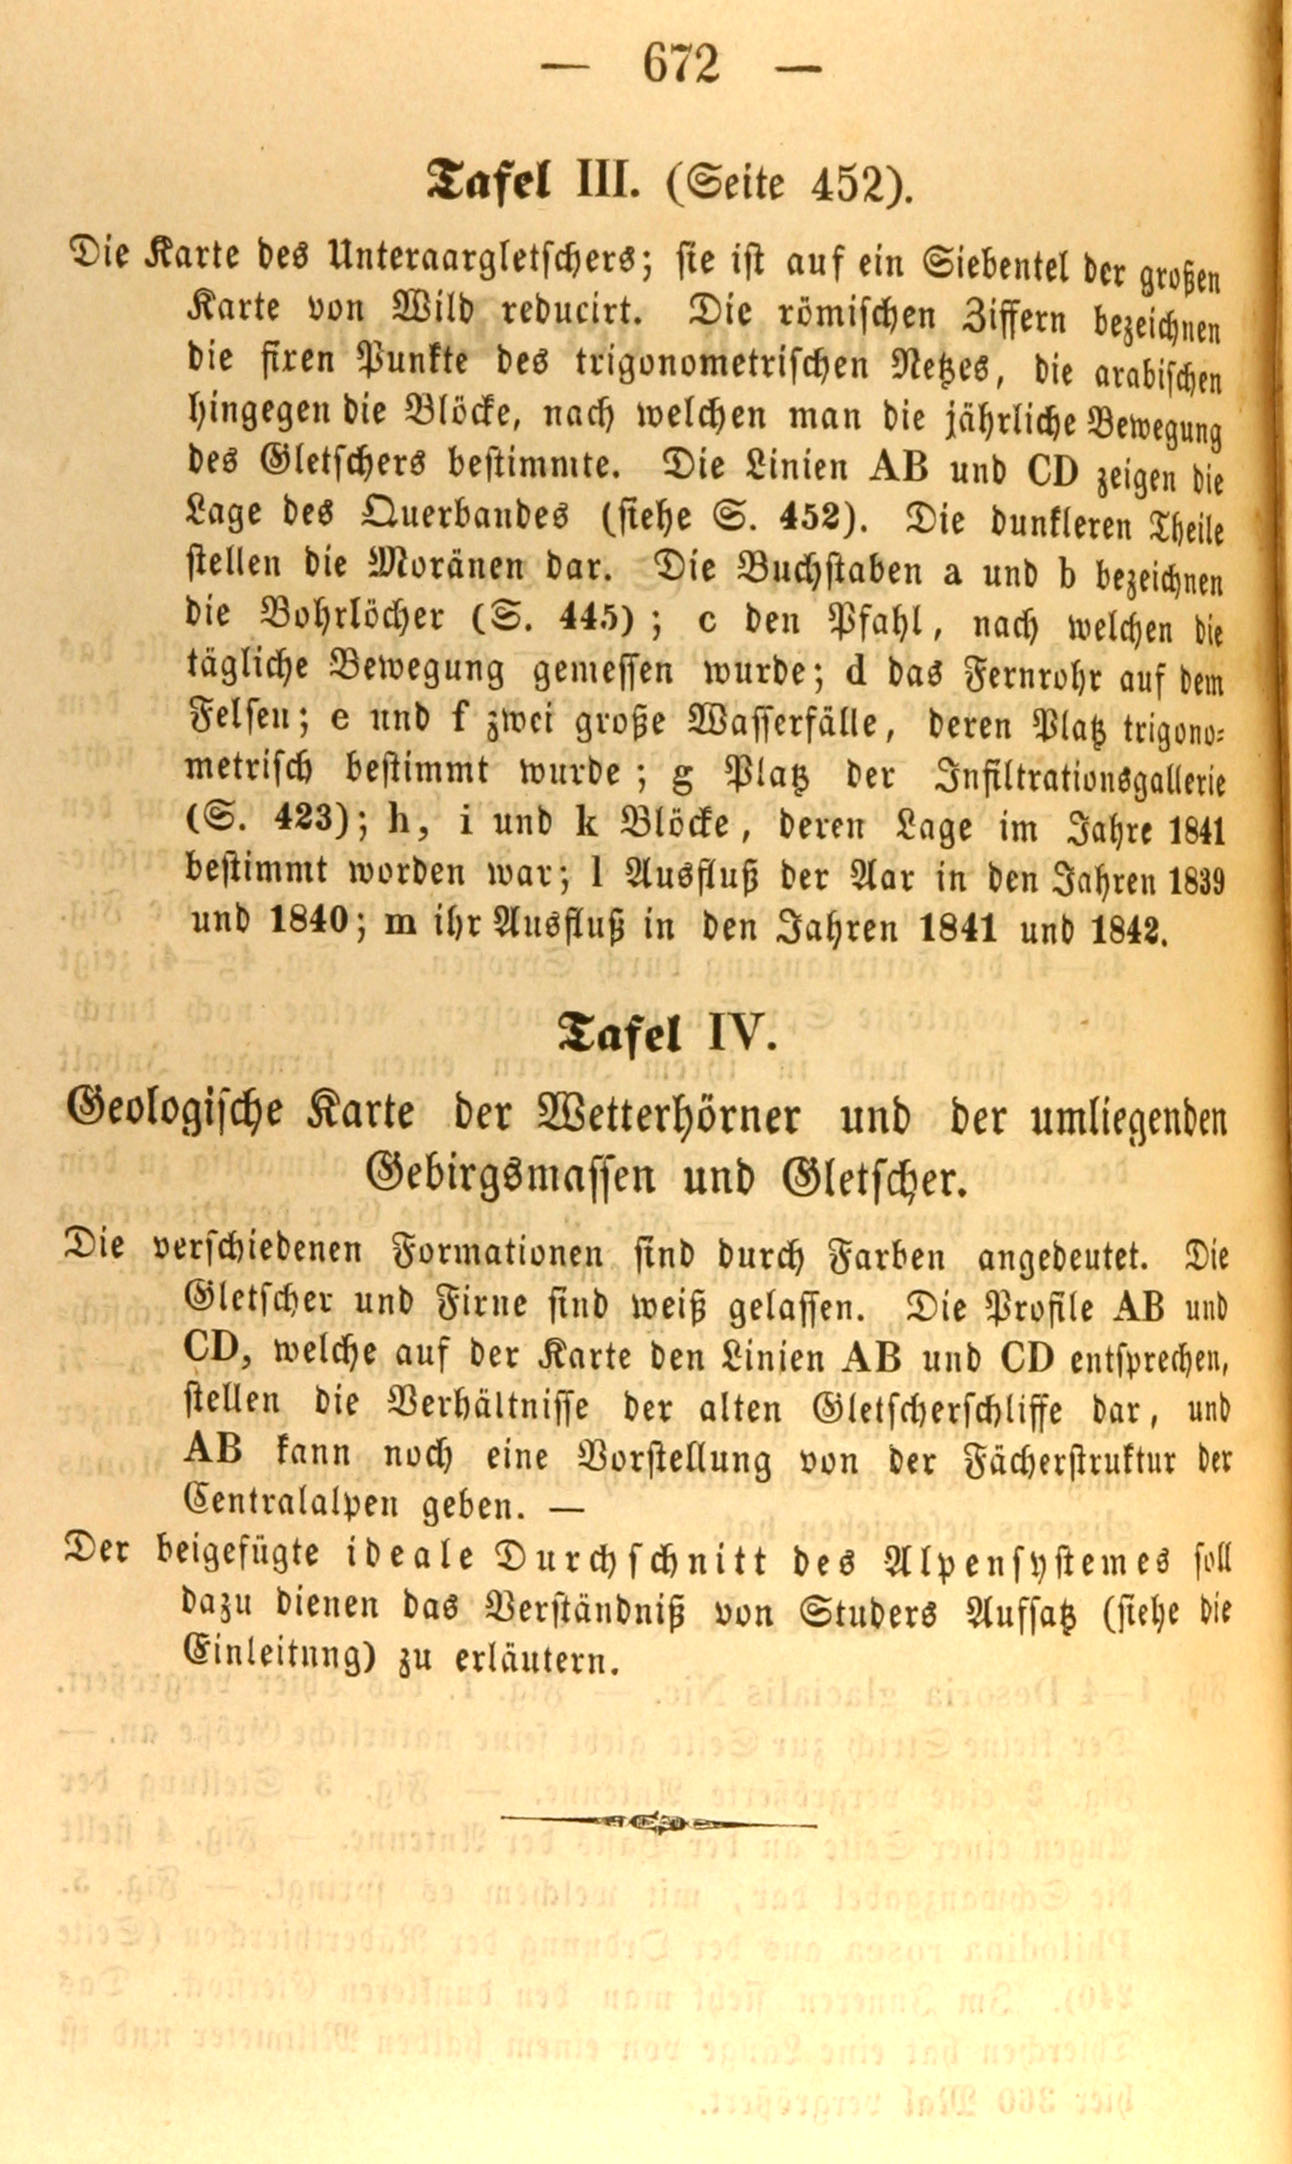 — 672 —
Tafel III. (Seite 452).
Die Karte des Unteraargletschers; sie ist auf ein Siebentel der großen
Karte von Wild reducirt. Die römischen Ziffern bezeichnen
die fixen Punkte des trigonometrischen Netzes, die arabischen
hingegen die Blöcke, nach welchen man die jährliche Bewegung
des Gletschers bestimmte. Die Linien AB und CD zeigen die
Lage des Querbandes (siehe S. 452). Die dunkleren Theile
stellen die Moränen dar. Die Buchstaben a und b bezeichnen
die Bohrlöcher (S. 445) ; c den Pfahl, nach welchen die
tägliche Bewegung gemessen wurde; d das Fernrohr auf dem
Felsen; e und f zwei große Wasserfälle, deren Platz trigono-
metrisch bestimmt wurde ; g Platz der Infiltrationsgallerie
(S. 423); h, i und k Blöcke, deren Lage im Jahre 1841
bestimmt worden war; l Ausfluß der Aar in den Jahren 1839
und 1840; m ihr Ausfluß in den Jahren 1841 und 1842.
Tafel IV.
Geologische Karte der Wetterhörner und der umliegenden
Gebirgsmassen und Gletscher.
Die verschiedenen Formationen sind durch Farben angedeutet. Die
Gletscher und Firne sind weiß gelassen. Die Profile AB und
CD, welche auf der Karte den Linien AB und CD entsprechen,
stellen die Verhältnisse der alten Gletscherschliffe dar, und
AB kann noch eine Vorstellung von der Fächerstruktur der
Centralalpen geben. —
Der beigefügte ideale Durchschnitt des Alpensystemes soll
dazu dienen das Verständniß von Studers Aufsatz (siehe die
Einleitung) zu erläutern.